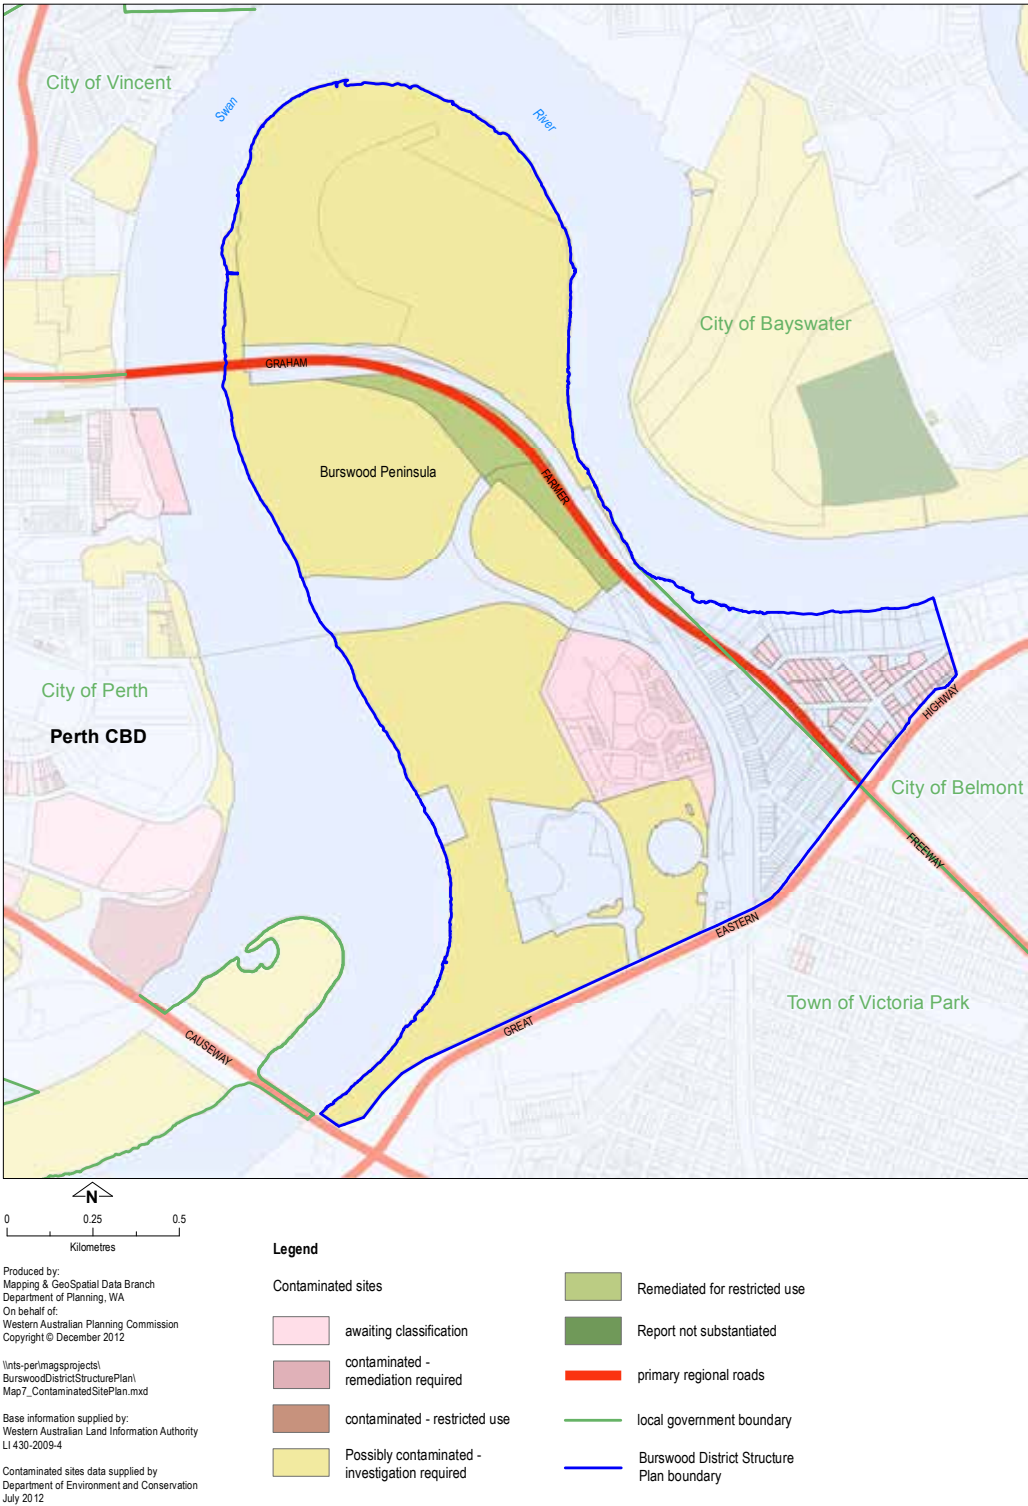 City of Vincent
Swan
River
City of Bayswater
GRAHAM
Burswood Peninsula
FARMER
City of Perth
Perth CBD
HIGHWAY
City of Belmont
FREEWAY
EASTERN
Town of Victoria Park
GREAT
CAUSEWAY
N
0 0.25 0.5
Kilometres
Produced by:
Mapping & GeoSpatial Data Branch
Department of Planning, WA
On behalf of:
Western Australian Planning Commission
Copyright © December 2012
\\nts-per\magsprojects\
BurswoodDistrictStructurePlan\
Map7_ContaminatedSitePlan.mxd
Base information supplied by:
Western Australian Land Information Authority
LI 430-2009-4
Contaminated sites data supplied by
Department of Environment and Conservation
July 2012
Legend
Contaminated sites
awaiting classification
contaminated -
remediation required
contaminated - restricted use
Possibly contaminated -
investigation required
Remediated for restricted use
Report not substantiated
primary regional roads
local government boundary
Burswood District Structure
Plan boundary